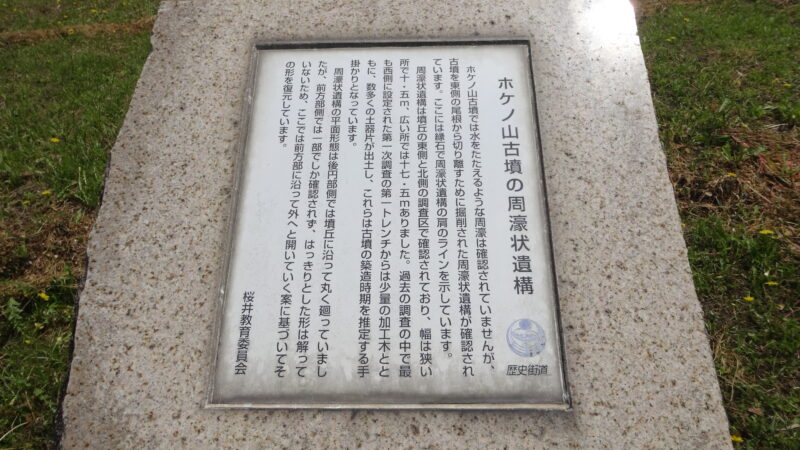 ホケノ山古墳の周濠状遺構
ホケノ山古墳では水をたたえるような周濠は確認されていませんが、
古墳を東側の尾根から切り離すために掘削された周濠状遺構が確認され
ています。ここには縁石で周濠状遺構の肩のラインを示しています。
周濠状遺構は墳丘の東側と北側の調査区で確認されており、幅は狭い
所で十・五m、広い所では十七・五mありました。過去の調査の中で最
も西側に設定された第一次調査の第一トレンチからは少量の加工木とと
もに、数多くの土器片が出土し、これらは古墳の築造時期を推定する手
掛かりとなっています。
周濠状遺構の平面形態は後円部側では墳丘に沿って丸く廻っていまし
たが、前方部側では一部でしか確認されず、はっきりとした形は解って
いないため、ここでは前方部に沿って外へと開いていく案に基づいてそ
の形を復元しています。
桜井教育委員会
歴史街道